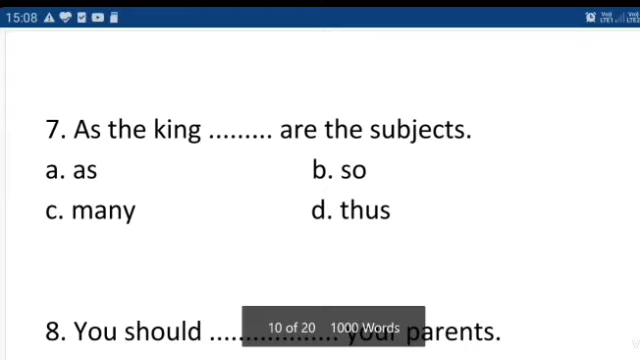 15:08
7. As the king ......... are the subjects.
a. as b. so
c. many d. thus
8. You should ................. your parents.
10 of 20 1000 Words